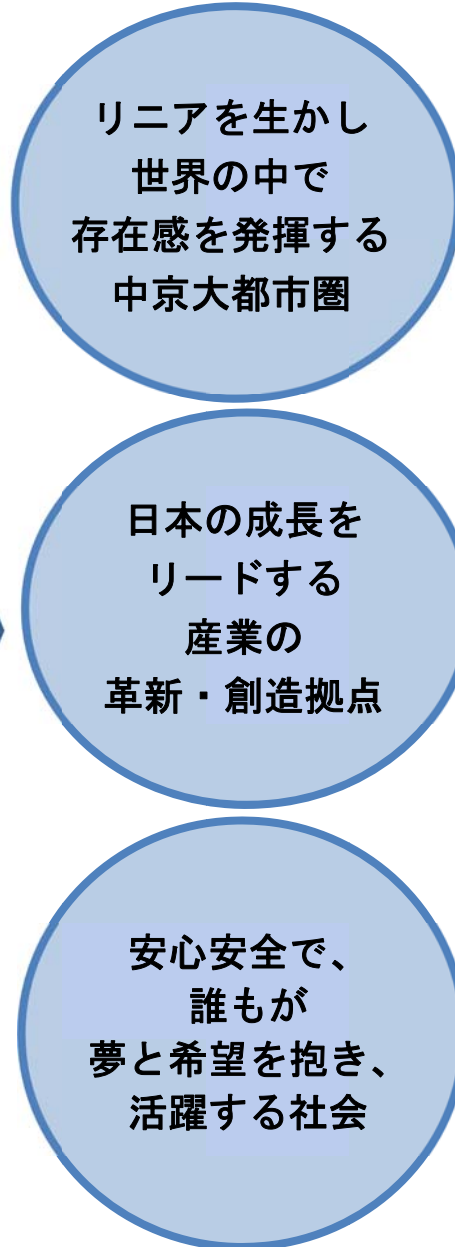 リニアを生かし
世界の中で
存在感を発揮する
中京大都市圏
日本の成長を
リードする
産業の
革新・創造拠点
安心安全で、
誰もが
夢と希望を抱き、
活躍する社会